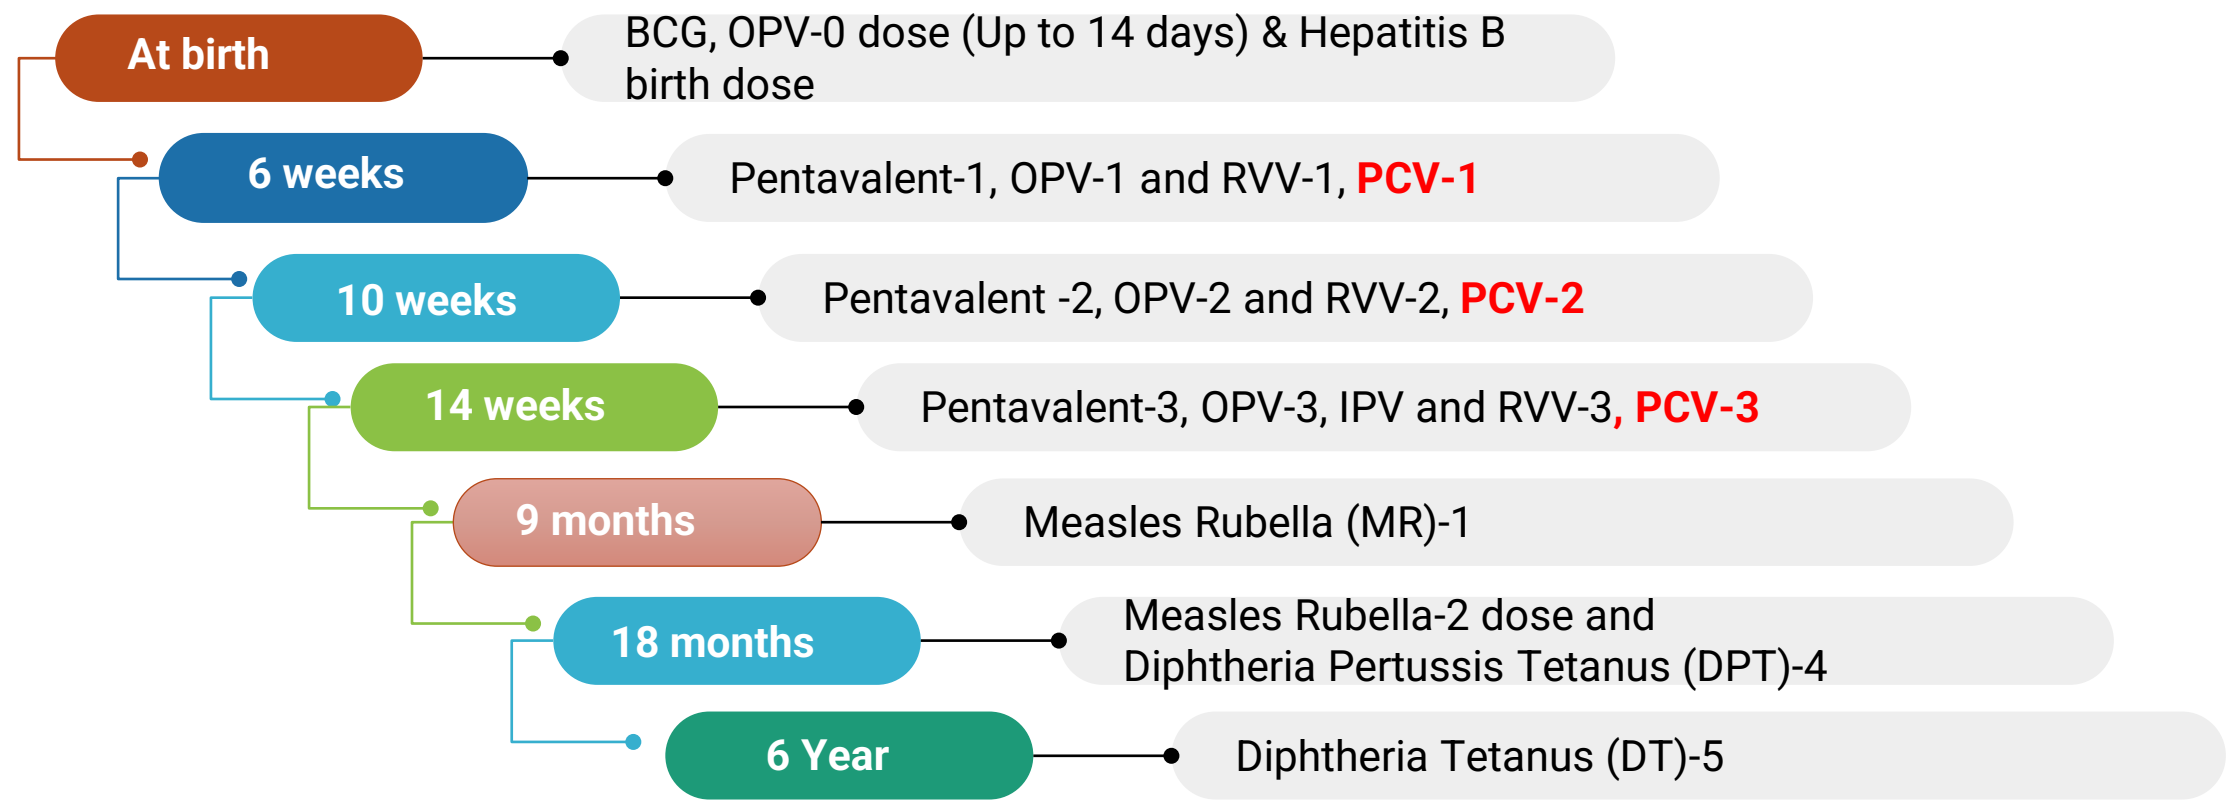 At birth
BCG, OPV-0 dose (Up to 14 days) & Hepatitis B
birth dose
6 weeks
Pentavalent-1, OPV-1 and RVV-1, PCV-1
10 weeks
Pentavalent -2, OPV-2 and RVV-2, PCV-2
14 weeks
Pentavalent-3, OPV-3, IPV and RVV-3, PCV-3
9 months
Measles Rubella (MR)-1
18 months
Measles Rubella-2 dose and
Diphtheria Pertussis Tetanus (DPT)-4
6 Year
Diphtheria Tetanus (DT)-5